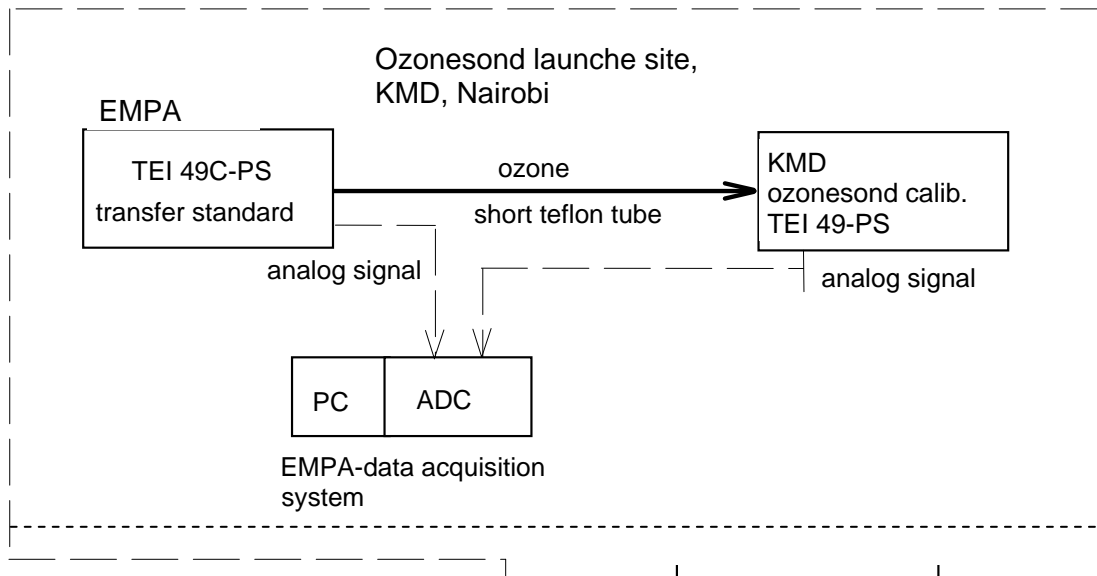 Ozonesond launche site,
KMD, Nairobi
EMPA
TEI 49C-PS
transfer standard
ozone
short teflon tube
KMD
ozonesond calib.
TEI 49-PS
analog signal
analog signal
PC
ADC
EMPA-data acquisition
system